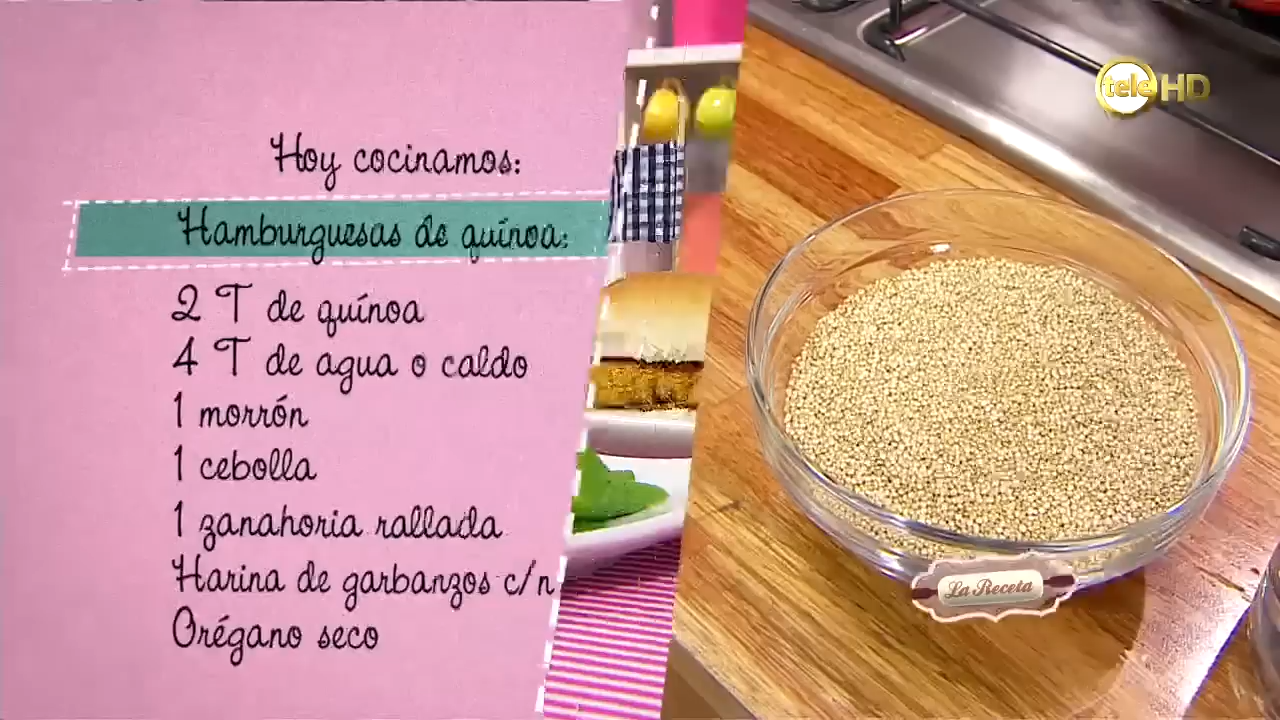 Hoy cocinamos:
Hamburguesas de quínoa:
2 T de quínoa
4 T de agua o caldo
1 morrón
1 cebolla
1 zanahoria rallada
Harina de garbanzos c/n
Orégano seco
tele HD
La Receta